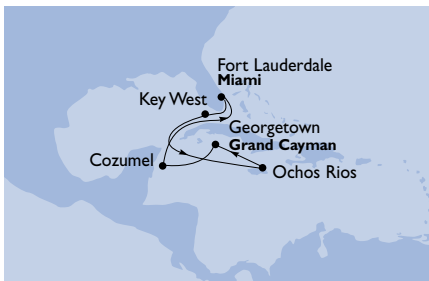 Fort Lauderdale
Miami
Key West
Georgetown
Grand Cayman
Cozumel
Ochos Rios